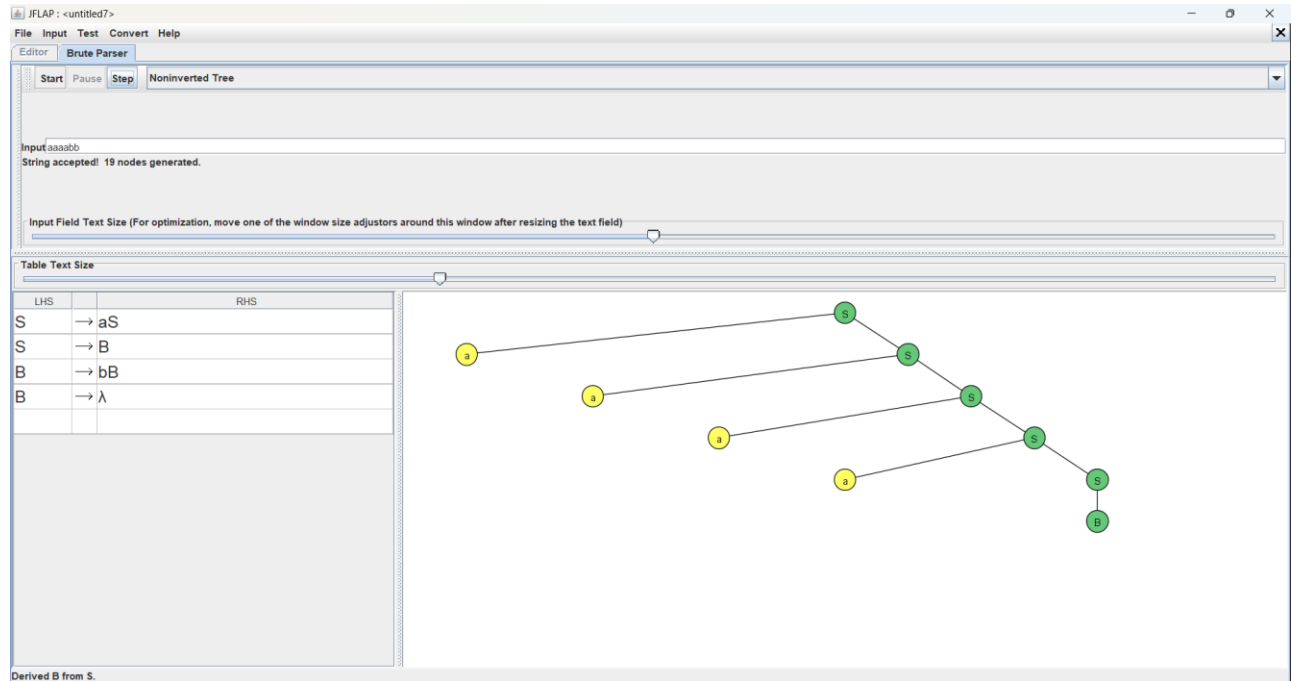 JFLAP : <untitled7>
File Input Test Convert Help
Editor Brute Parser
Start Pause Step Noninverted Tree
Input aaaabb
String accepted! 19 nodes generated.
Input Field Text Size (For optimization, move one of the window size adjustors around this window after resizing the text field)
Table Text Size
LHS RHS
S → aS
S → B
B → bB
B → λ
S
a S
a S
a S
a S
B
Derived B from S.